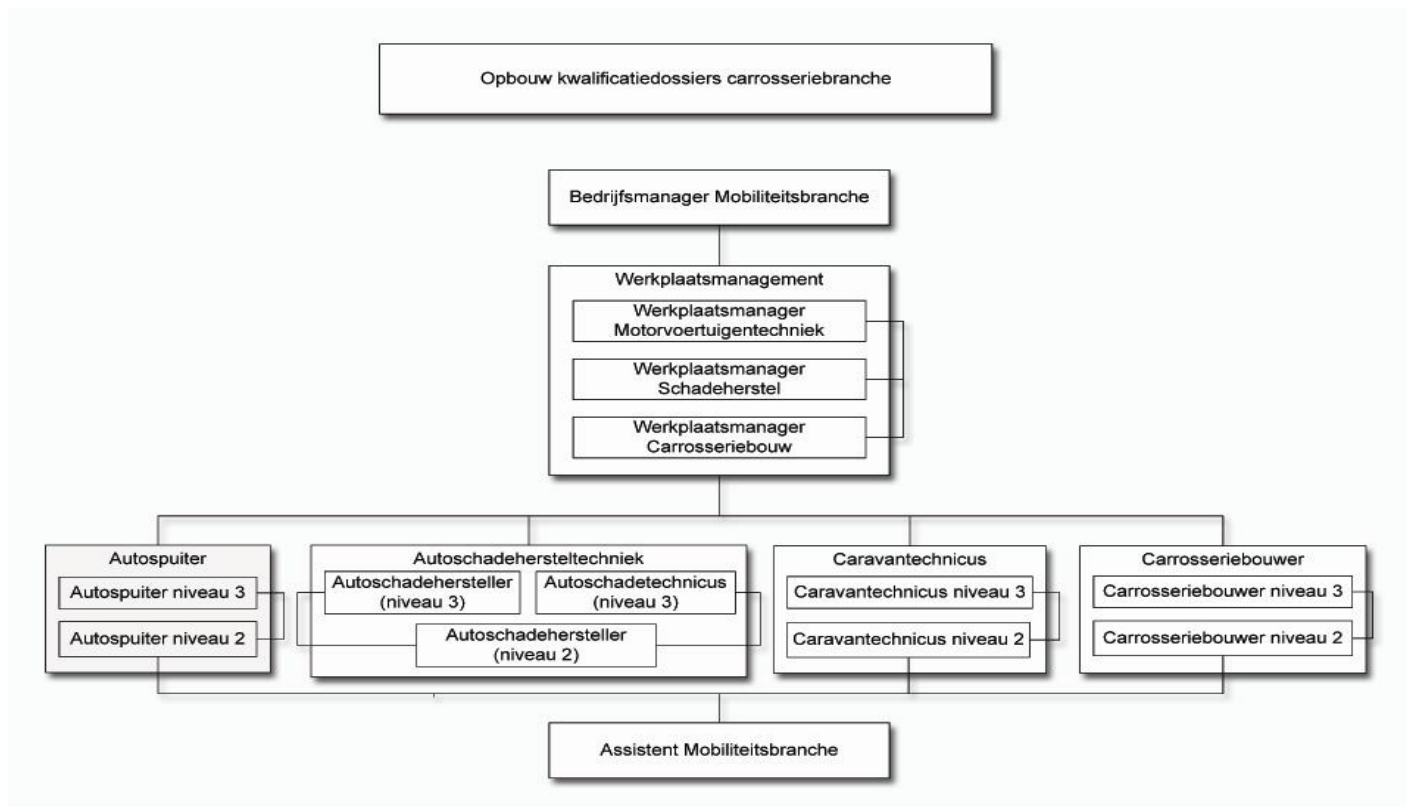 Opbouw kwalificatiedossiers carrosseriebranche
Bedrijfsmanager Mobiliteitsbranche
Werkplaatsmanagement
Werkplaatsmanager
Motorvoertuigentechniek
Werkplaatsmanager
Schadeherstel
Werkplaatsmanager
Carrosseriebouw
Autospuiter
Autospuiter niveau 3
Autospuiter niveau 2
Autoschadehersteltechniek
Autoschadehersteller
(niveau 3)
Autoschadetechnicus
(niveau 3)
Autoschadehersteller
(niveau 2)
Caravantechnicus
Caravantechnicus niveau 3
Caravantechnicus niveau 2
Carrosseriebouwer
Carrosseriebouwer niveau 3
Carrosseriebouwer niveau 2
Assistent Mobiliteitsbranche